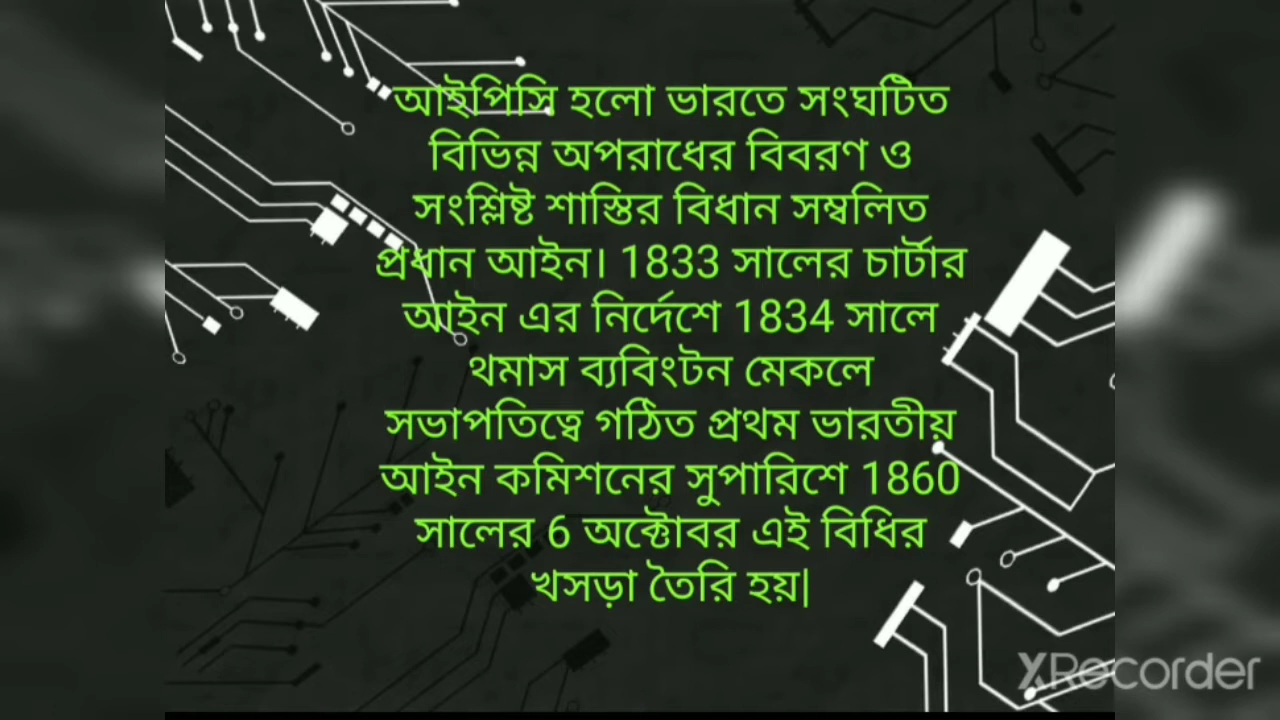 আইপিসি হলো ভারতে সংঘটিত
বিভিন্ন অপরাধের বিবরণ ও
সংশ্লিষ্ট শাস্তির বিধান সম্বলিত
প্রধান আইন। 1833 সালের চার্টার
আইন এর নির্দেশে 1834 সালে
থমাস ব্যবিংটন মেকলে
সভাপতিত্বে গঠিত প্রথম ভারতীয়
আইন কমিশনের সুপারিশে 1860
সালের 6 অক্টোবর এই বিধির
খসড়া তৈরি হয়|
XRecorder